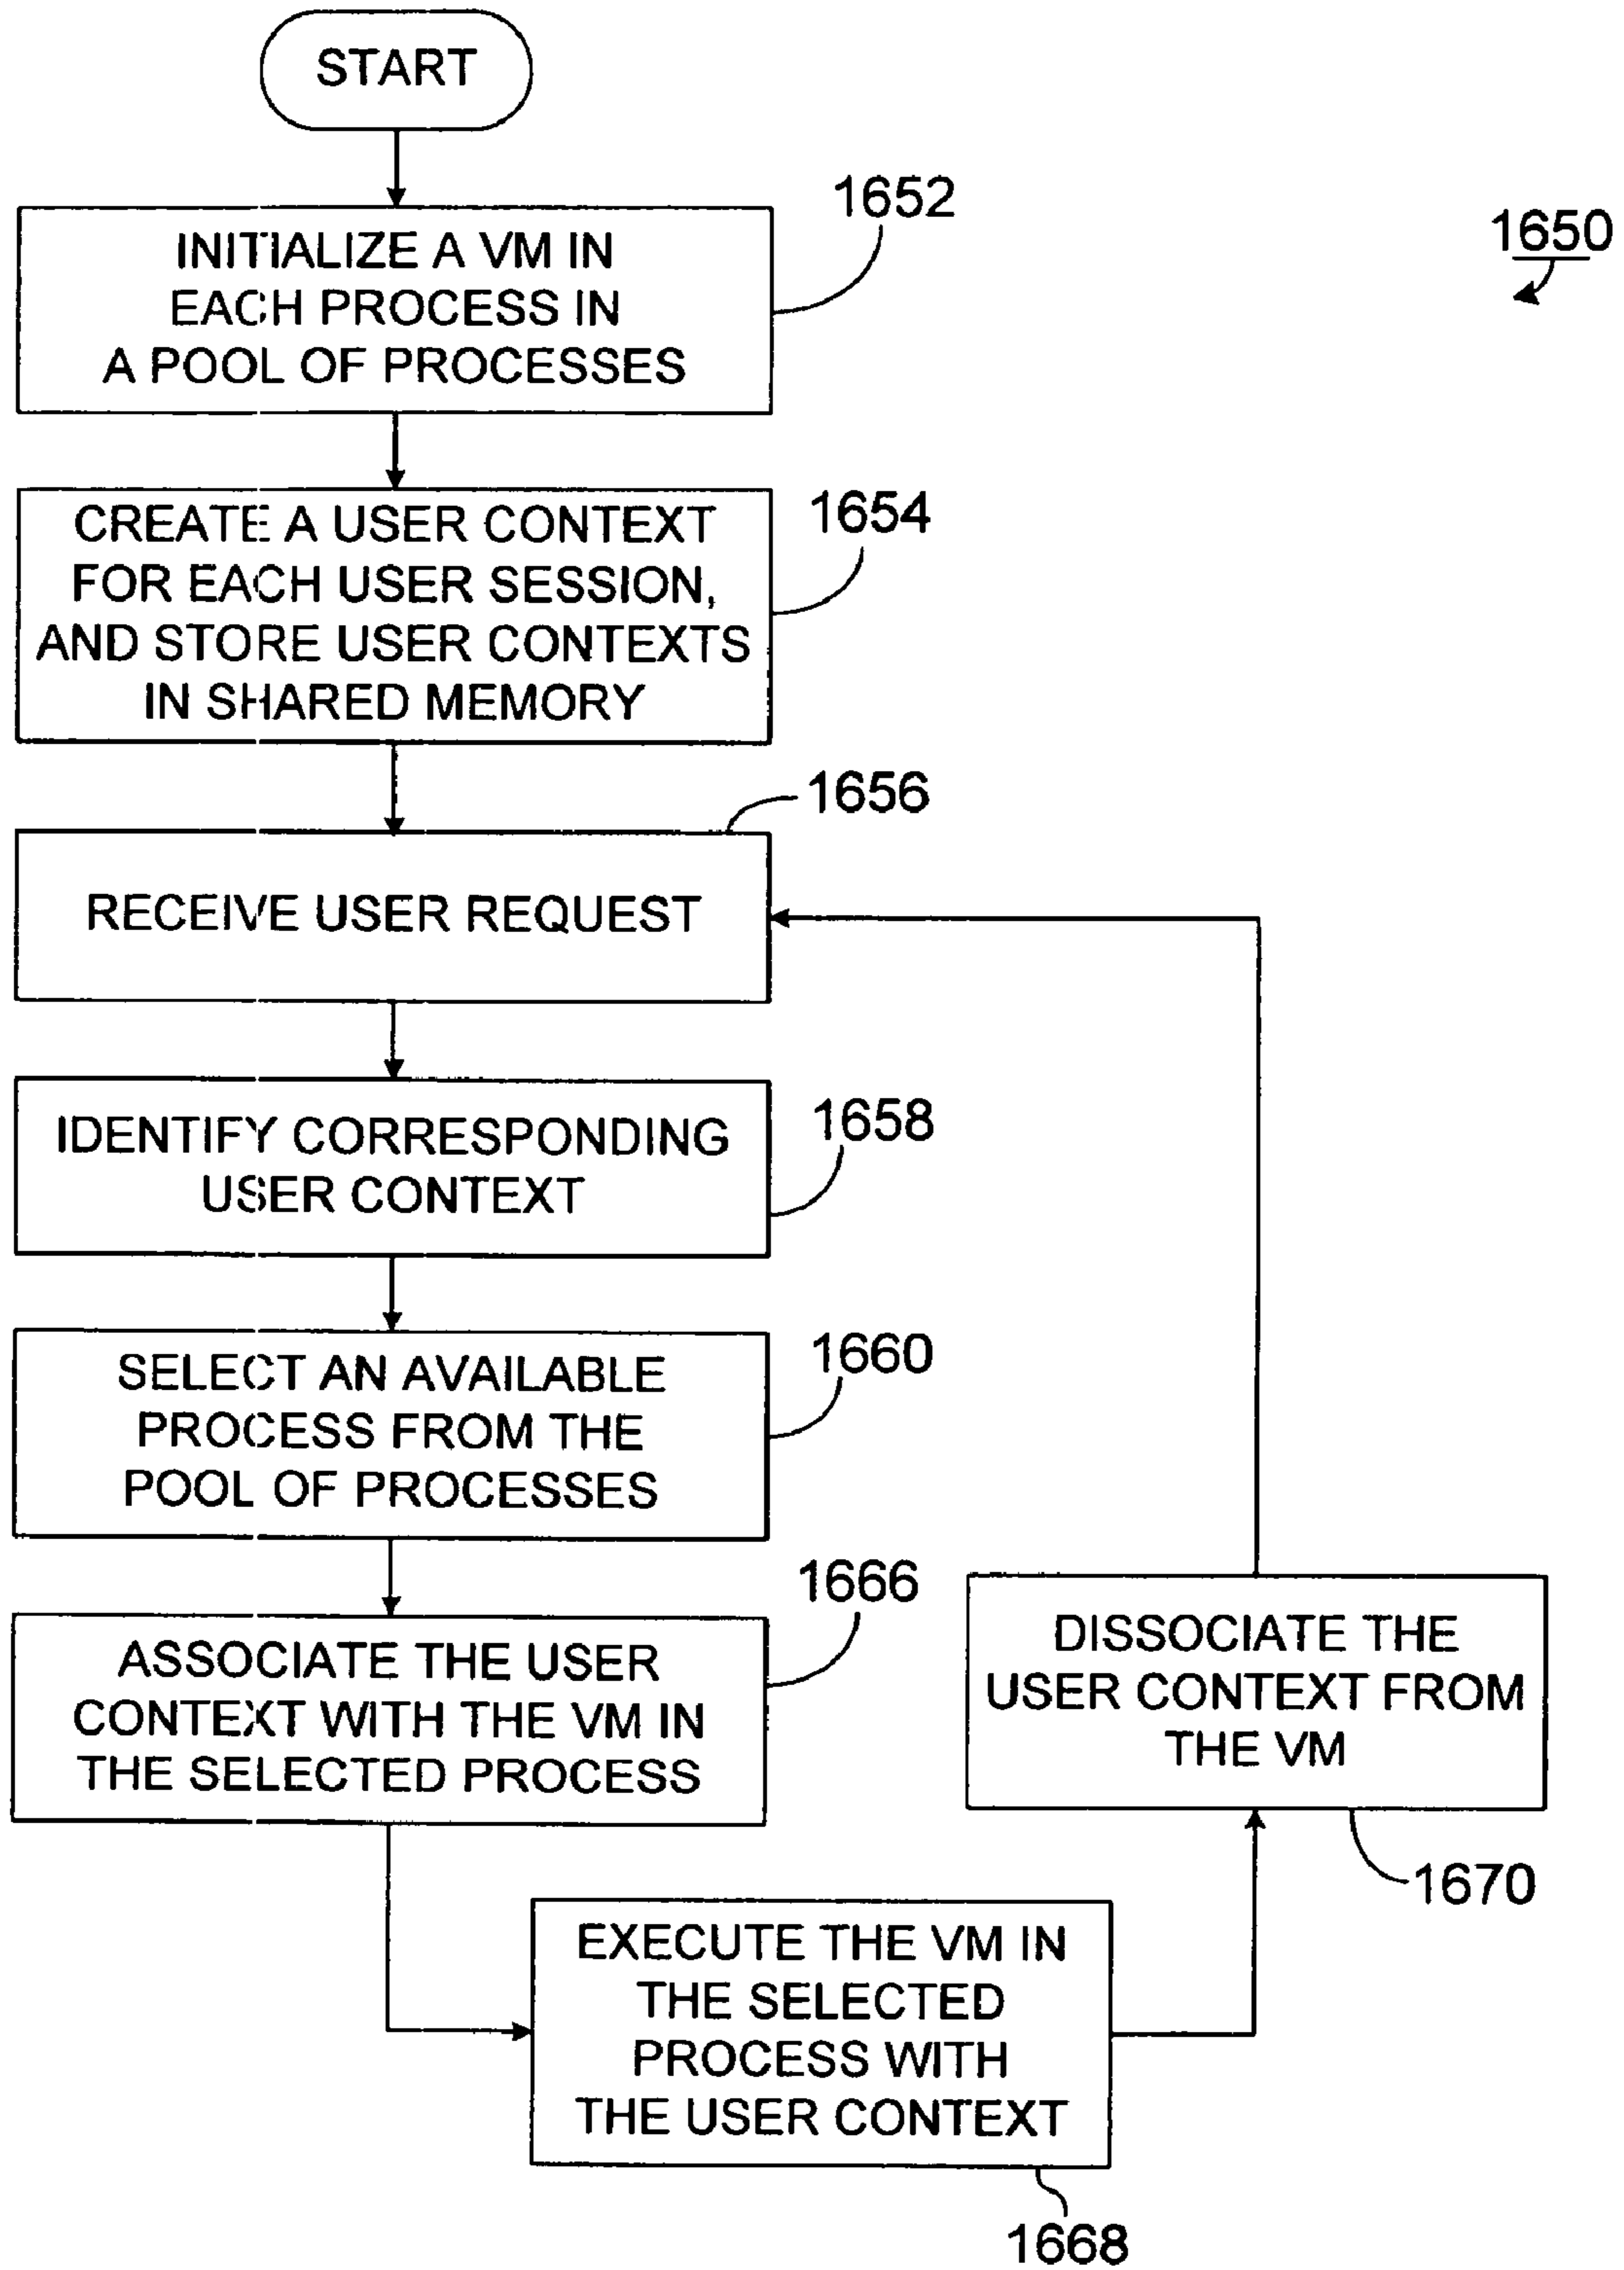 START
1652
1650
INITIALIZE A VM IN
EACH PROCESS IN
A POOL OF PROCESSES
1654
CREATE A USER CONTEXT
FOR EACH USER SESSION,
AND STORE USER CONTEXTS
IN SHARED MEMORY
1656
RECEIVE USER REQUEST
1658
IDENTIFY CORRESPONDING
USER CONTEXT
1660
SELECT AN AVAILABLE
PROCESS FROM THE
POOL OF PROCESSES
1666
ASSOCIATE THE USER
CONTEXT WITH THE VM IN
THE SELECTED PROCESS
EXECUTE THE VM IN
THE SELECTED
PROCESS WITH
THE USER CONTEXT
1668
DISSOCIATE THE
USER CONTEXT FROM
THE VM
1670